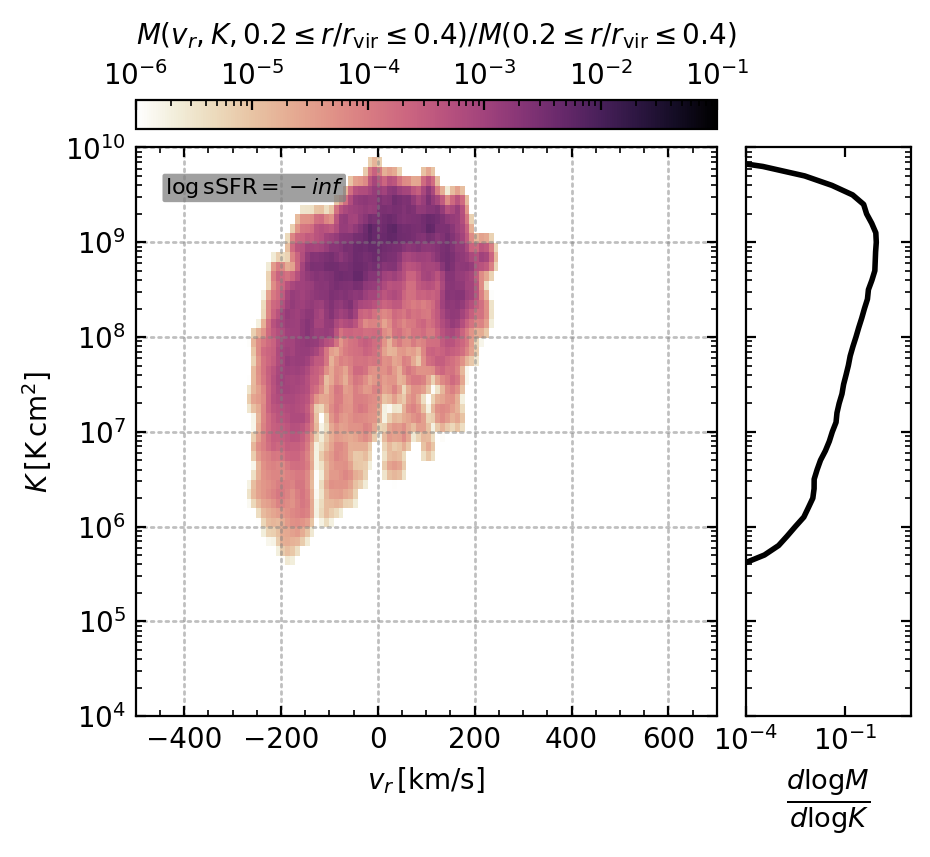 M(v_r, K, 0.2 ≤ r/r_vir ≤ 0.4)/M(0.2 ≤ r/r_vir ≤ 0.4)
10^−6 10^−5 10^−4 10^−3 10^−2 10^−1
log sSFR = −inf
10^10
10^9
10^8
10^7
10^6
10^5
10^4
K [K cm^2]
−400 −200 0 200 400 600
v_r [km/s]
10^−4 10^−1
dlogM
dlogK